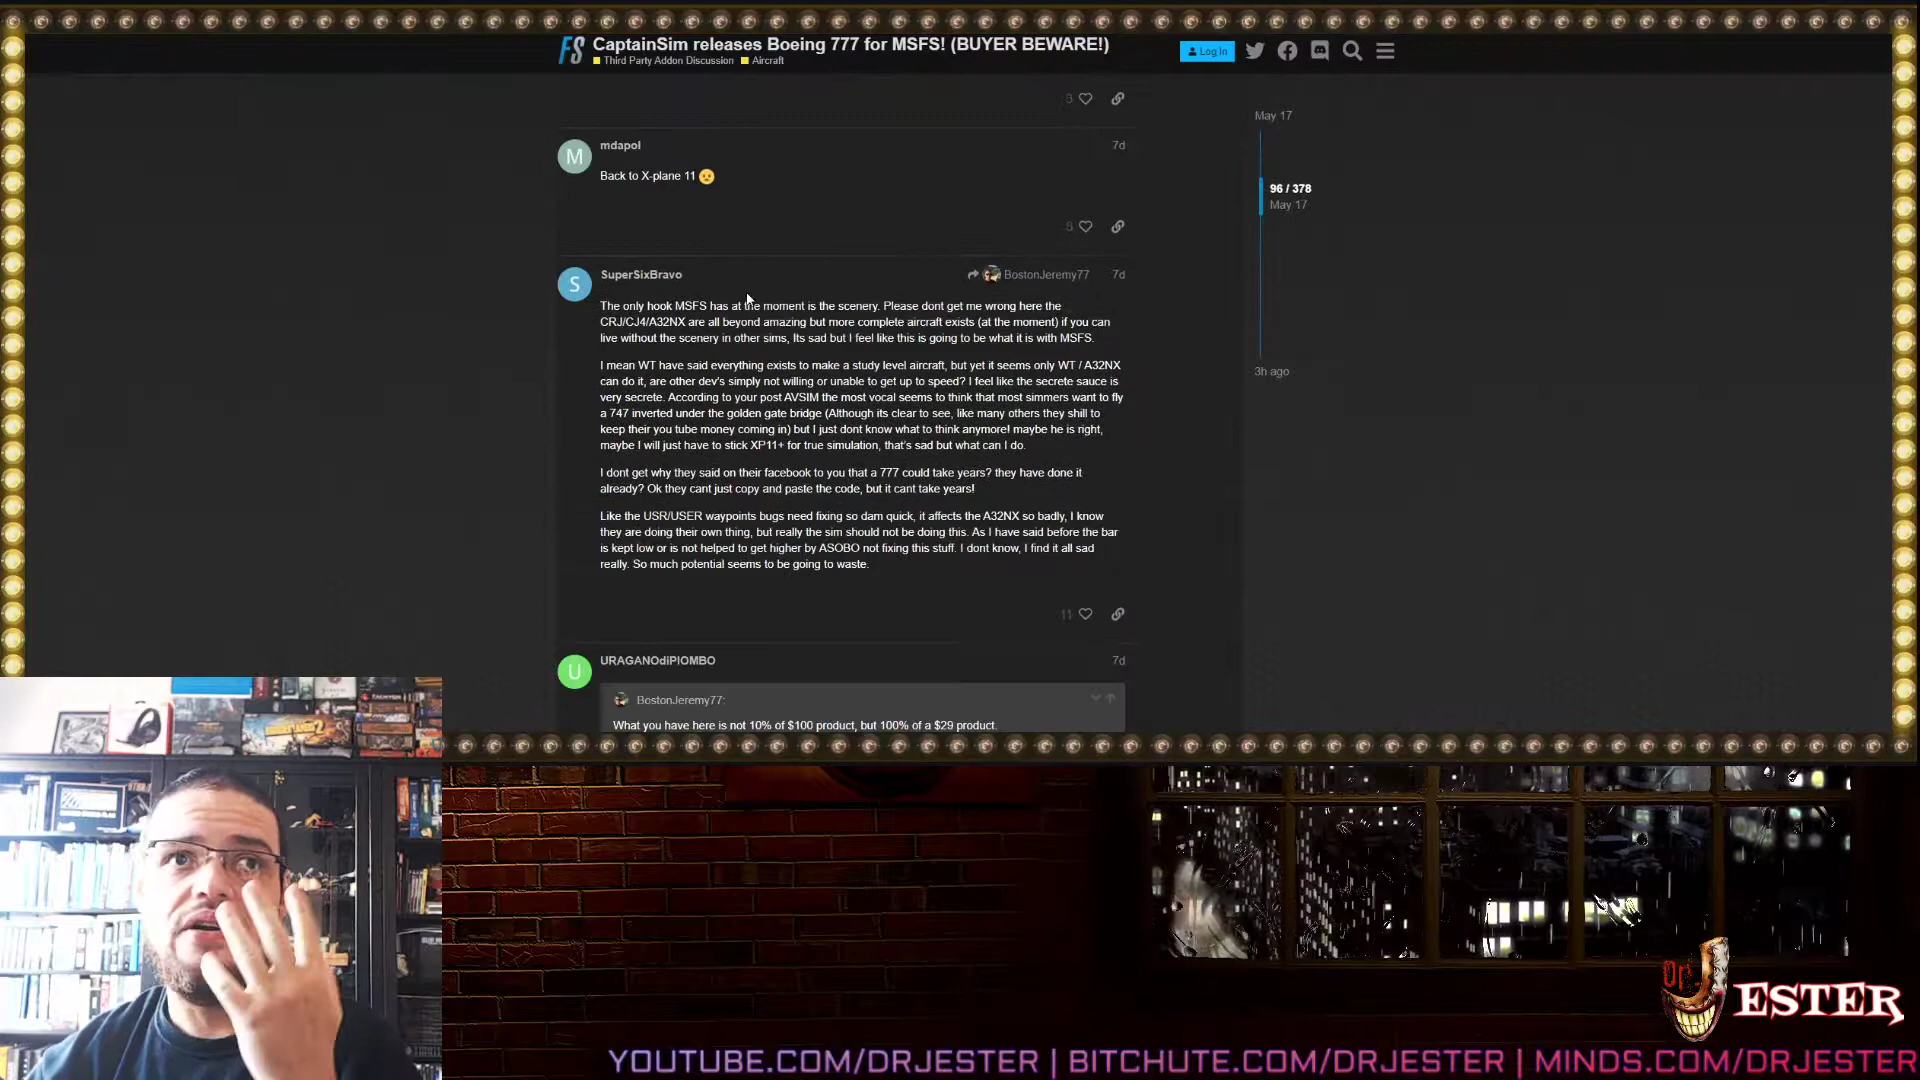 FS CaptainSim releases Boeing 777 for MSFS! (BUYER BEWARE!)
Third Party Addon Discussion Aircraft
Log In
3
May 17
mdapol 7d
Back to X-plane 11
96 / 378
May 17
8
SuperSixBravo BostonJeremy77 7d
The only hook MSFS has at the moment is the scenery. Please dont get me wrong here the
CRJ/CJ4/A32NX are all beyond amazing but more complete aircraft exists (at the moment) if you can
live without the scenery in other sims, Its sad but I feel like this is going to be what it is with MSFS.
3h ago
I mean WT have said everything exists to make a study level aircraft, but yet it seems only WT / A32NX
can do it, are other dev's simply not willing or unable to get up to speed? I feel like the secrete sauce is
very secrete. According to your post AVSIM the most vocal seems to think that most simmers want to fly
a 747 inverted under the golden gate bridge (Although its clear to see, like many others they shill to
keep their you tube money coming in) but I just dont know what to think anymore! maybe he is right,
maybe I will just have to stick XP11+ for true simulation, that's sad but what can I do.
I dont get why they said on their facebook to you that a 777 could take years? they have done it
already? Ok they cant just copy and paste the code, but it cant take years!
Like the USR/USER waypoints bugs need fixing so dam quick, it affects the A32NX so badly, I know
they are doing their own thing, but really the sim should not be doing this. As I have said before the bar
is kept low or is not helped to get higher by ASOBO not fixing this stuff. I dont know, I find it all sad
really. So much potential seems to be going to waste.
11
URAGANOdiPIOMBO 7d
BostonJeremy77:
What you have here is not 10% of $100 product, but 100% of a $29 product.
Dr. JESTER
YOUTUBE.COM/DRJESTER | BITCHUTE.COM/DRJESTER | MINDS.COM/DRJESTER